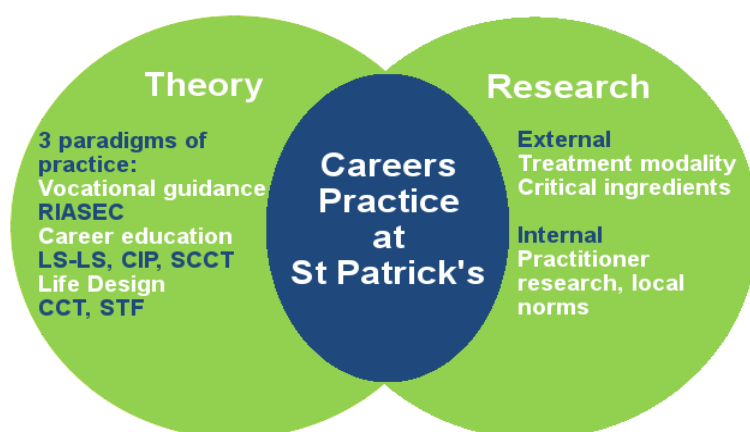 Theory
3 paradigms of
practice:
Vocational guidance
RIASEC
Career education
LS-LS, CIP, SCCT
Life Design
CCT, STF
Careers
Practice
at
St Patrick's
Research
External
Treatment modality
Critical ingredients
Internal
Practitioner
research, local
norms